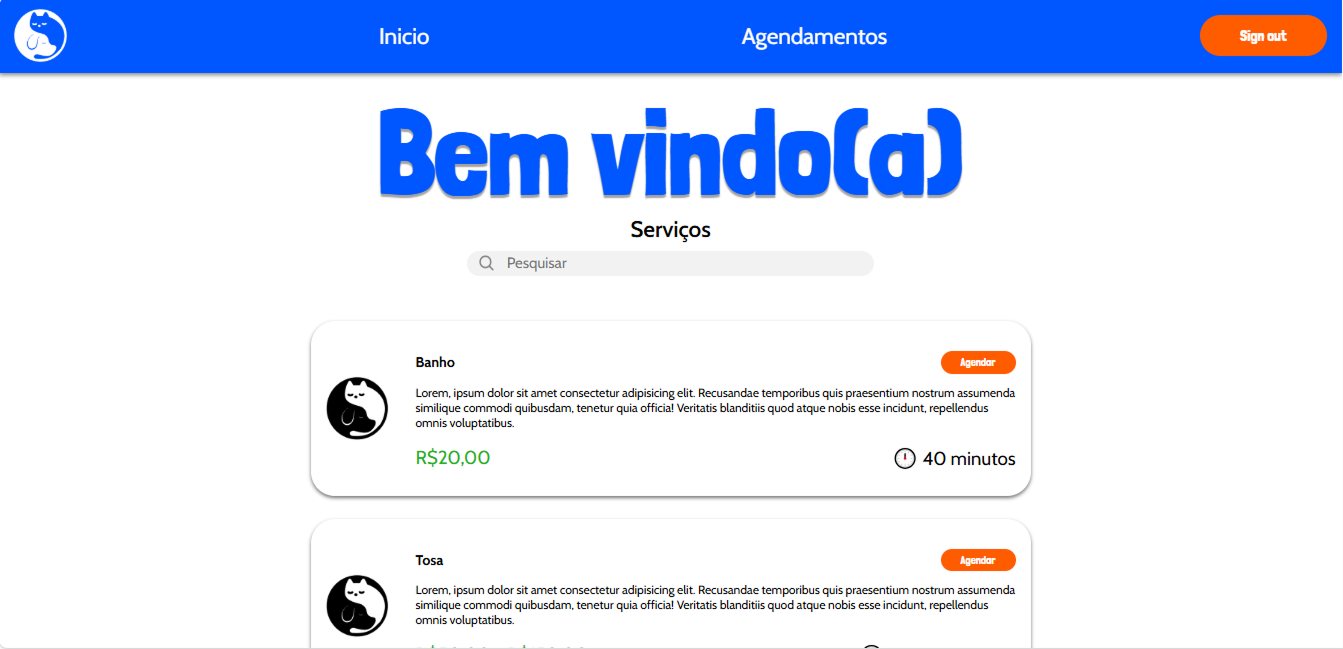 Inicio
Agendamentos
Sign out
Bem vindo(a)
Serviços
Pesquisar
Banho
Agendar
Lorem, ipsum dolor sit amet consectetur adipisicing elit. Recusandae temporibus quis praesentium nostrum assumenda
similique commodi quibusdam, tenetur quia officia! Veritatis blanditiis quod atque nobis esse incidunt, repellendus
omnis voluptatibus.
R$20,00
40 minutos
Tosa
Agendar
Lorem, ipsum dolor sit amet consectetur adipisicing elit. Recusandae temporibus quis praesentium nostrum assumenda
similique commodi quibusdam, tenetur quia officia! Veritatis blanditiis quod atque nobis esse incidunt, repellendus
omnis voluptatibus.